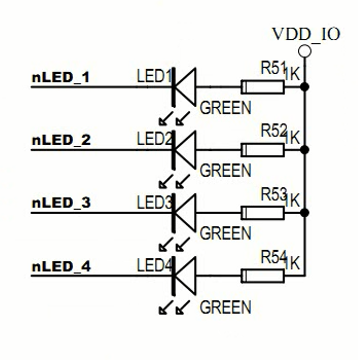 VDD_IO
nLED_1 LED1 R51 1K
GREEN
nLED_2 LED2 R52 1K
GREEN
nLED_3 LED3 R53 1K
GREEN
nLED_4 LED4 R54 1K
GREEN